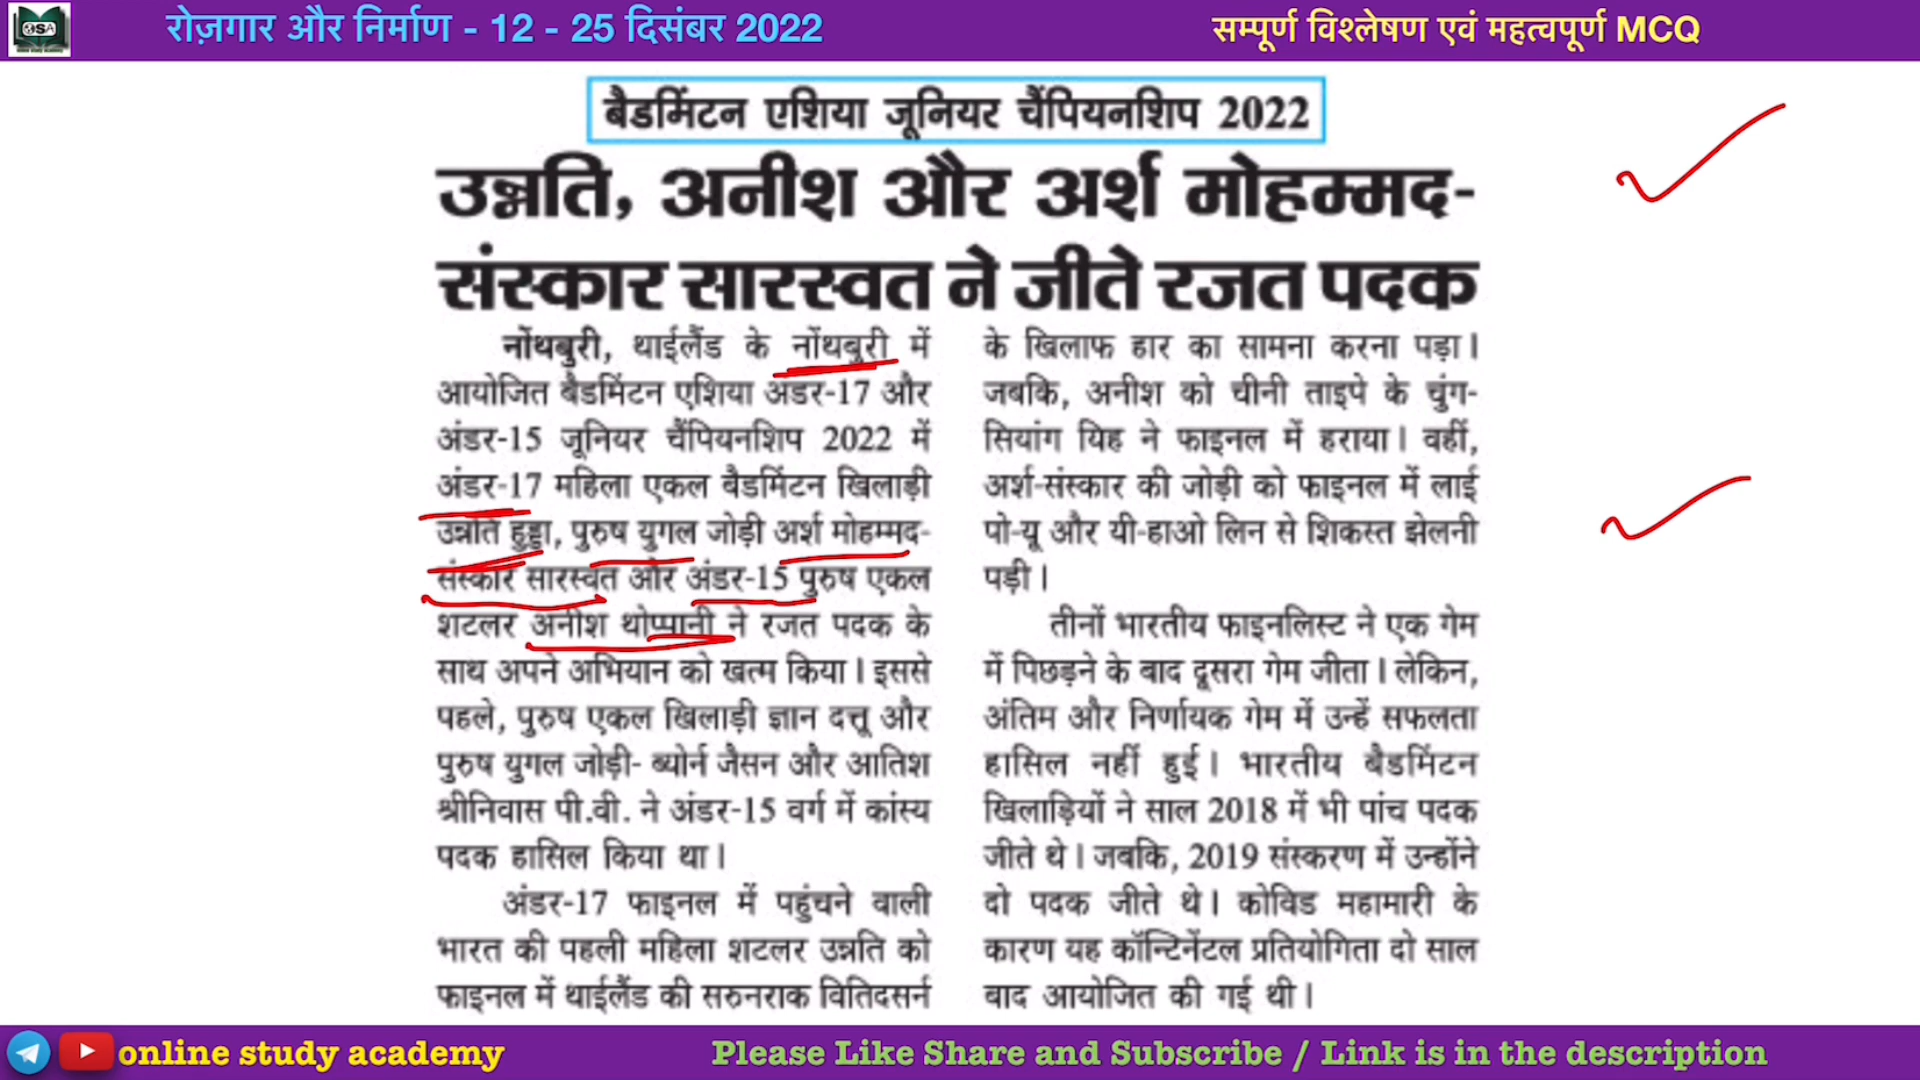 OSA
रोज़गार और निर्माण - 12 - 25 दिसंबर 2022
सम्पूर्ण विश्लेषण एवं महत्वपूर्ण MCQ
बैडमिंटन एशिया जूनियर चैंपियनशिप 2022
उन्नति, अनीश और अर्श मोहम्मद-
संस्कार सारस्वत ने जीते रजत पदक
नोंथबुरी, थाईलैंड के नोंथबुरी में
आयोजित बैडमिंटन एशिया अंडर-17 और
अंडर-15 जूनियर चैंपियनशिप 2022 में
अंडर-17 महिला एकल बैडमिंटन खिलाड़ी
उन्नति हुड्डा, पुरुष युगल जोड़ी अर्श मोहम्मद-
संस्कार सारस्वत और अंडर-15 पुरुष एकल
शटलर अनीश थोप्पानी ने रजत पदक के
साथ अपने अभियान को खत्म किया। इससे
पहले, पुरुष एकल खिलाड़ी ज्ञान दत्तू और
पुरुष युगल जोड़ी- ब्योर्न जैसन और आतिश
श्रीनिवास पी.वी. ने अंडर-15 वर्ग में कांस्य
पदक हासिल किया था।
अंडर-17 फाइनल में पहुंचने वाली
भारत की पहली महिला शटलर उन्नति को
फाइनल में थाईलैंड की सरुनराक वितिदसर्न
के खिलाफ हार का सामना करना पड़ा।
जबकि, अनीश को चीनी ताइपे के चुंग-
सियांग यिह ने फाइनल में हराया। वहीं,
अर्श-संस्कार की जोड़ी को फाइनल में लाई
पो-यू और यी-हाओ लिन से शिकस्त झेलनी
पड़ी।
तीनों भारतीय फाइनलिस्ट ने एक गेम
में पिछड़ने के बाद दूसरा गेम जीता। लेकिन,
अंतिम और निर्णायक गेम में उन्हें सफलता
हासिल नहीं हुई। भारतीय बैडमिंटन
खिलाड़ियों ने साल 2018 में भी पांच पदक
जीते थे। जबकि, 2019 संस्करण में उन्होंने
दो पदक जीते थे। कोविड महामारी के
कारण यह कॉन्टिनेंटल प्रतियोगिता दो साल
बाद आयोजित की गई थी।
online study academy
Please Like Share and Subscribe / Link is in the description